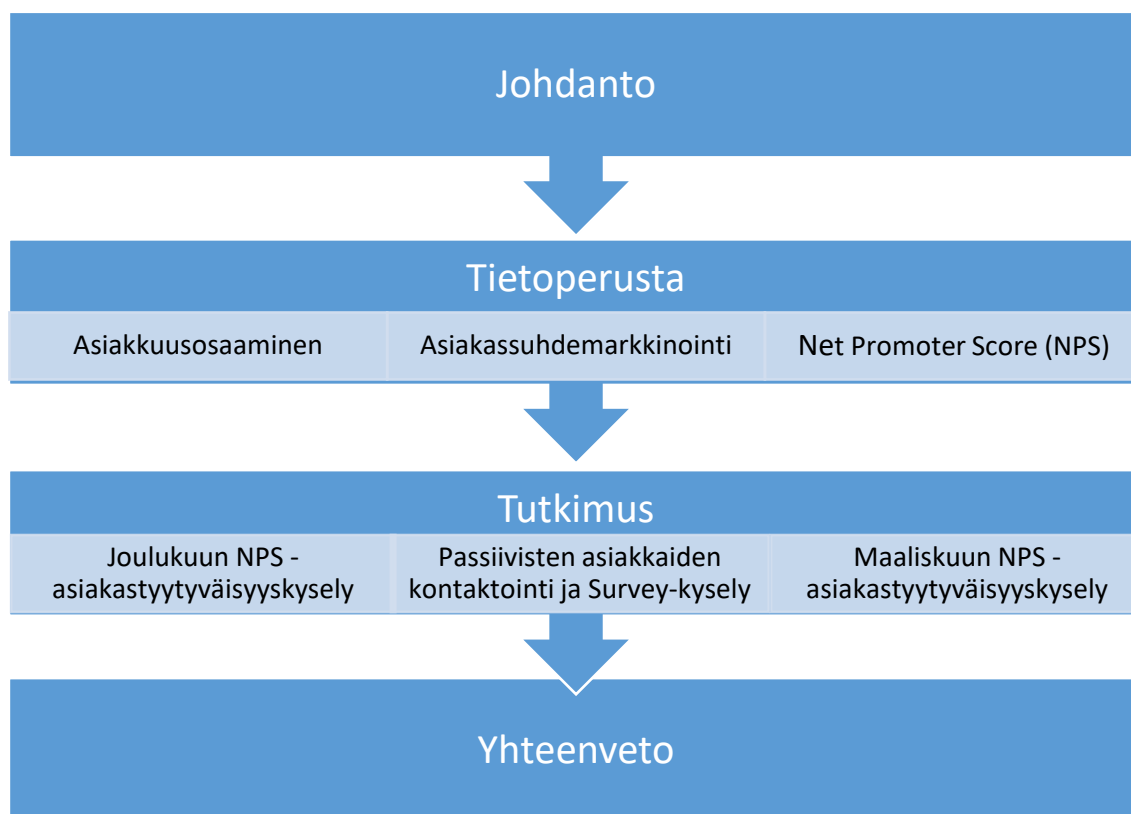 Johdanto
Tietoperusta
Asiakkuusosaaminen
Asiakassuhdemarkkinointi
Net Promoter Score (NPS)
Tutkimus
Joulukuun NPS -
asiakastyytyväisyyskysely
Passiivisten asiakkaiden
kontaktointi ja Survey-kysely
Maaliskuun NPS -
asiakastyytyväisyyskysely
Yhteenveto